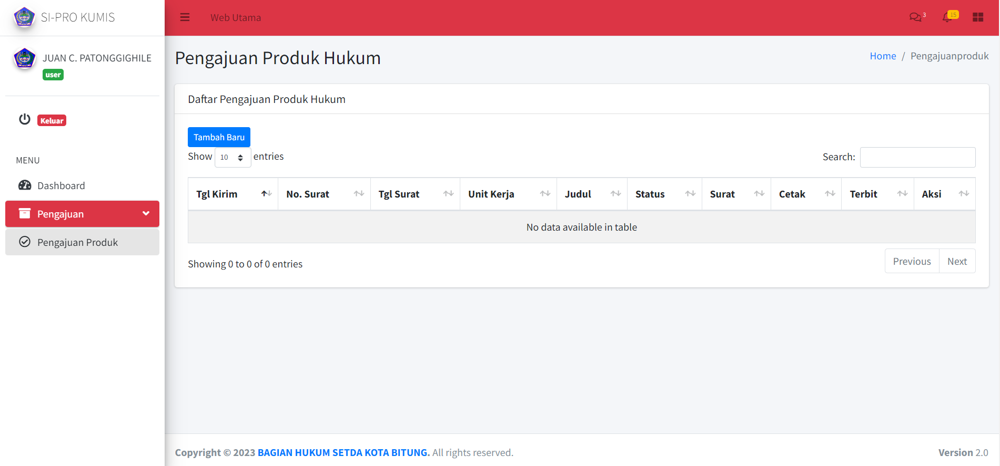 SI-PRO KUMIS
JUAN C. PATONGGIGHILE
user
Keluar
MENU
Dashboard
Pengajuan
Pengajuan Produk
Web Utama
3
15
Pengajuan Produk Hukum
Home / Pengajuanproduk
Daftar Pengajuan Produk Hukum
Tambah Baru
Show 10 entries
Search:
Tgl Kirim No. Surat Tgl Surat Unit Kerja Judul Status Surat Cetak Terbit Aksi
No data available in table
Showing 0 to 0 of 0 entries
Previous Next
Copyright © 2023 BAGIAN HUKUM SETDA KOTA BITUNG. All rights reserved.
Version 2.0